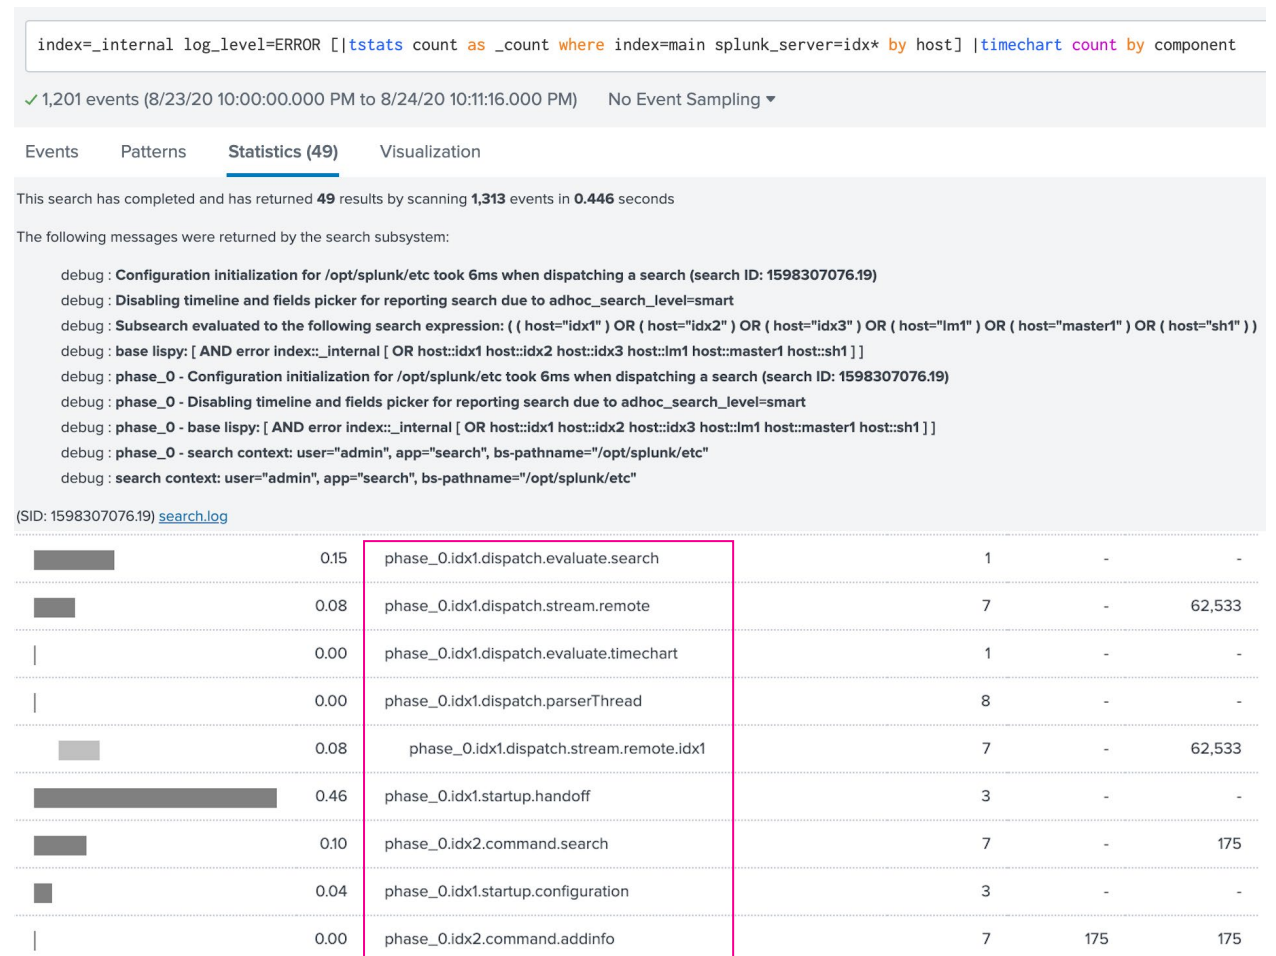 index=_internal log_level=ERROR [|tstats count as _count where index=main splunk_server=idx* by host] |timechart count by component
✓ 1,201 events (8/23/20 10:00:00.000 PM to 8/24/20 10:11:16.000 PM) No Event Sampling ▾
Events Patterns Statistics (49) Visualization
This search has completed and has returned 49 results by scanning 1,313 events in 0.446 seconds
The following messages were returned by the search subsystem:
debug : Configuration initialization for /opt/splunk/etc took 6ms when dispatching a search (search ID: 1598307076.19)
debug : Disabling timeline and fields picker for reporting search due to adhoc_search_level=smart
debug : Subsearch evaluated to the following search expression: ( ( host="idx1" ) OR ( host="idx2" ) OR ( host="idx3" ) OR ( host="lm1" ) OR ( host="master1" ) OR ( host="sh1" ) )
debug : base lispy: [ AND error index::_internal [ OR host::idx1 host::idx2 host::idx3 host::lm1 host::master1 host::sh1 ] ]
debug : phase_0 - Configuration initialization for /opt/splunk/etc took 6ms when dispatching a search (search ID: 1598307076.19)
debug : phase_0 - Disabling timeline and fields picker for reporting search due to adhoc_search_level=smart
debug : phase_0 - base lispy: [ AND error index::_internal [ OR host::idx1 host::idx2 host::idx3 host::lm1 host::master1 host::sh1 ] ]
debug : phase_0 - search context: user="admin", app="search", bs-pathname="/opt/splunk/etc"
debug : search context: user="admin", app="search", bs-pathname="/opt/splunk/etc"
(SID: 1598307076.19) search.log
0.15 phase_0.idx1.dispatch.evaluate.search 1 - -
0.08 phase_0.idx1.dispatch.stream.remote 7 - 62,533
0.00 phase_0.idx1.dispatch.evaluate.timechart 1 - -
0.00 phase_0.idx1.dispatch.parserThread 8 - -
0.08 phase_0.idx1.dispatch.stream.remote.idx1 7 - 62,533
0.46 phase_0.idx1.startup.handoff 3 - -
0.10 phase_0.idx2.command.search 7 - 175
0.04 phase_0.idx1.startup.configuration 3 - -
0.00 phase_0.idx2.command.addinfo 7 175 175